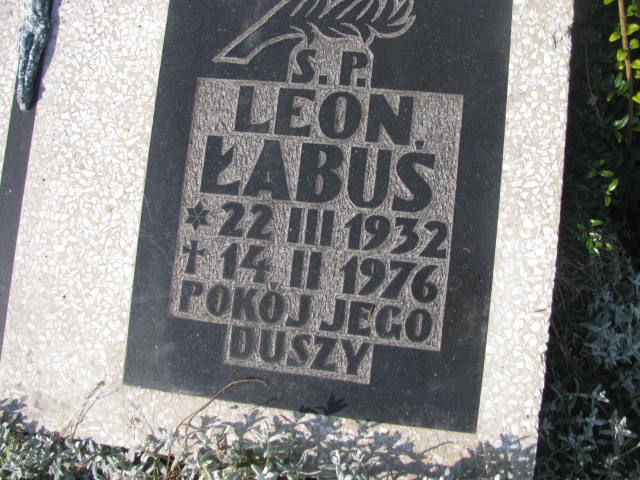 Ś.P.
LEON
ŁABUŚ
* 22 III 1932
† 14 II 1976
POKÓJ JEGO
DUSZY